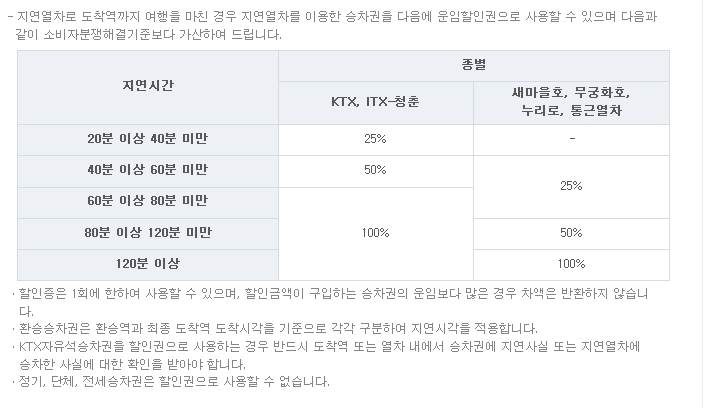 - 지연열차로 도착역까지 여행을 마친 경우 지연열차를 이용한 승차권을 다음에 운임할인권으로 사용할 수 있으며 다음과
같이 소비자분쟁해결기준보다 가산하여 드립니다.
지연시간
종별
KTX, ITX-청춘
새마을호, 무궁화호,
누리로, 통근열차
20분 이상 40분 미만 25% -
40분 이상 60분 미만 50%
25%
60분 이상 80분 미만
80분 이상 120분 미만 100% 50%
120분 이상 100%
· 할인증은 1회에 한하여 사용할 수 있으며, 할인금액이 구입하는 승차권의 운임보다 많은 경우 차액은 반환하지 않습니
다.
· 환승승차권은 환승역과 최종 도착역 도착시각을 기준으로 각각 구분하여 지연시각을 적용합니다.
· KTX자유석승차권을 할인권으로 사용하는 경우 반드시 도착역 또는 열차 내에서 승차권에 지연사실 또는 지연열차에
승차한 사실에 대한 확인을 받아야 합니다.
· 정기, 단체, 전세승차권은 할인권으로 사용할 수 없습니다.